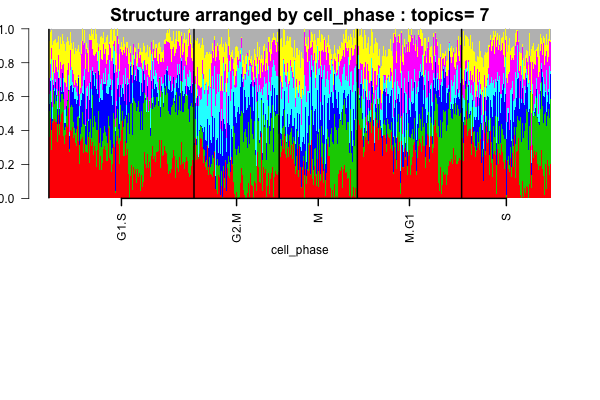 Structure arranged by cell_phase : topics= 7
1.0
0.8
0.6
0.4
0.2
0.0
G1.S
G2.M
M
M.G1
S
cell_phase